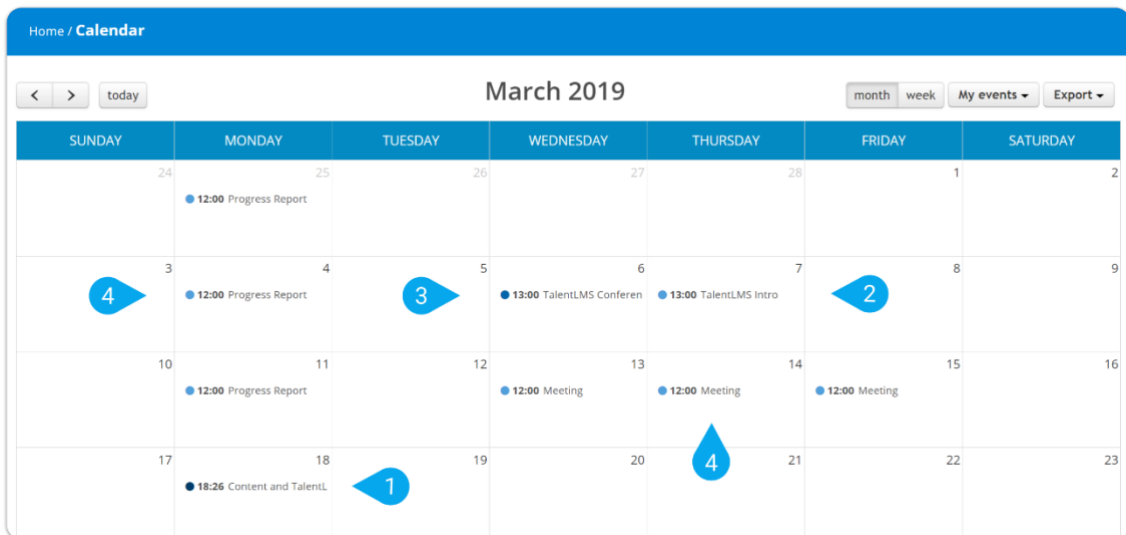 Home / Calendar
< > today March 2019 month week My events Export
SUNDAY MONDAY TUESDAY WEDNESDAY THURSDAY FRIDAY SATURDAY
24 25 26 27 28 1 2
12:00 Progress Report
3 4 5 6 7 8 9
4 12:00 Progress Report 3 13:00 TalentLMS Conferen 13:00 TalentLMS Intro 2
10 11 12 13 14 15 16
12:00 Progress Report 12:00 Meeting 12:00 Meeting 12:00 Meeting
4
17 18 19 20 21 22 23
18:26 Content and TalentL 1